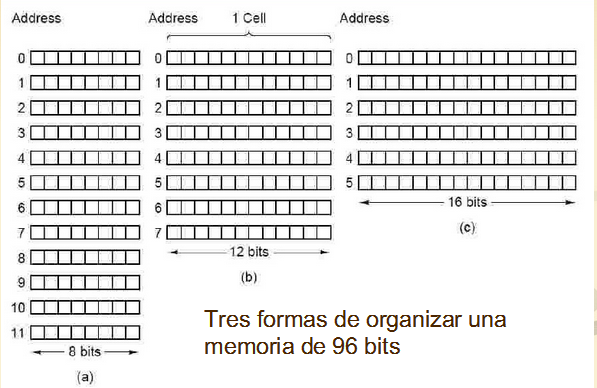 Address
0
1
2
3
4
5
6
7
8
9
10
11
8 bits
(a)
Address
1 Cell
0
1
2
3
4
5
6
7
12 bits
(b)
Address
0
1
2
3
4
5
16 bits
(c)
Tres formas de organizar una
memoria de 96 bits